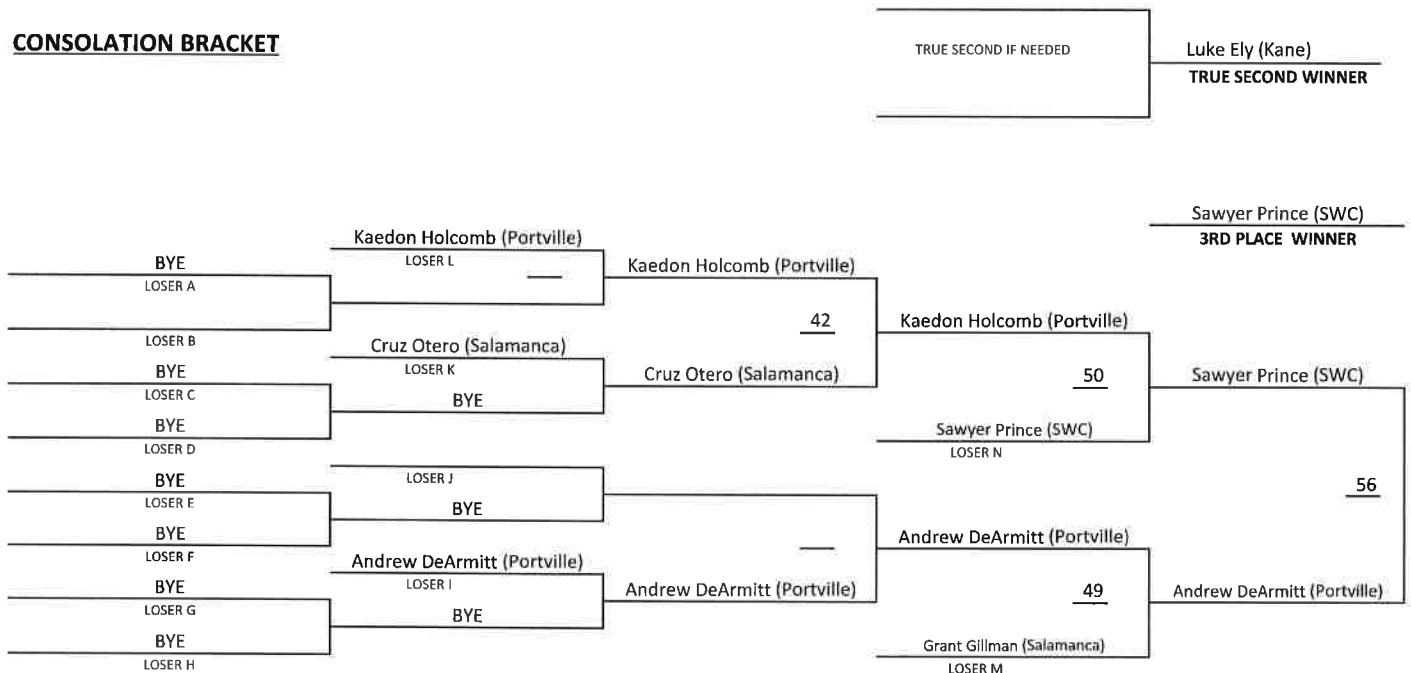 CONSOLATION BRACKET
TRUE SECOND IF NEEDED
Luke Ely (Kane)
TRUE SECOND WINNER
Sawyer Prince (SWC)
3RD PLACE WINNER
Kaedon Holcomb (Portville)
LOSER L
BYE
LOSER A
Kaedon Holcomb (Portville)
LOSER B
42
Kaedon Holcomb (Portville)
Cruz Otero (Salamanca)
LOSER K
BYE
LOSER C
Cruz Otero (Salamanca)
50
Sawyer Prince (SWC)
BYE
BYE
LOSER D
Sawyer Prince (SWC)
LOSER N
LOSER J
BYE
LOSER E
56
BYE
BYE
LOSER F
Andrew DeArmitt (Portville)
Andrew DeArmitt (Portville)
LOSER I
BYE
LOSER G
Andrew DeArmitt (Portville)
49
Andrew DeArmitt (Portville)
BYE
BYE
LOSER H
Grant Gillman (Salamanca)
LOSER M